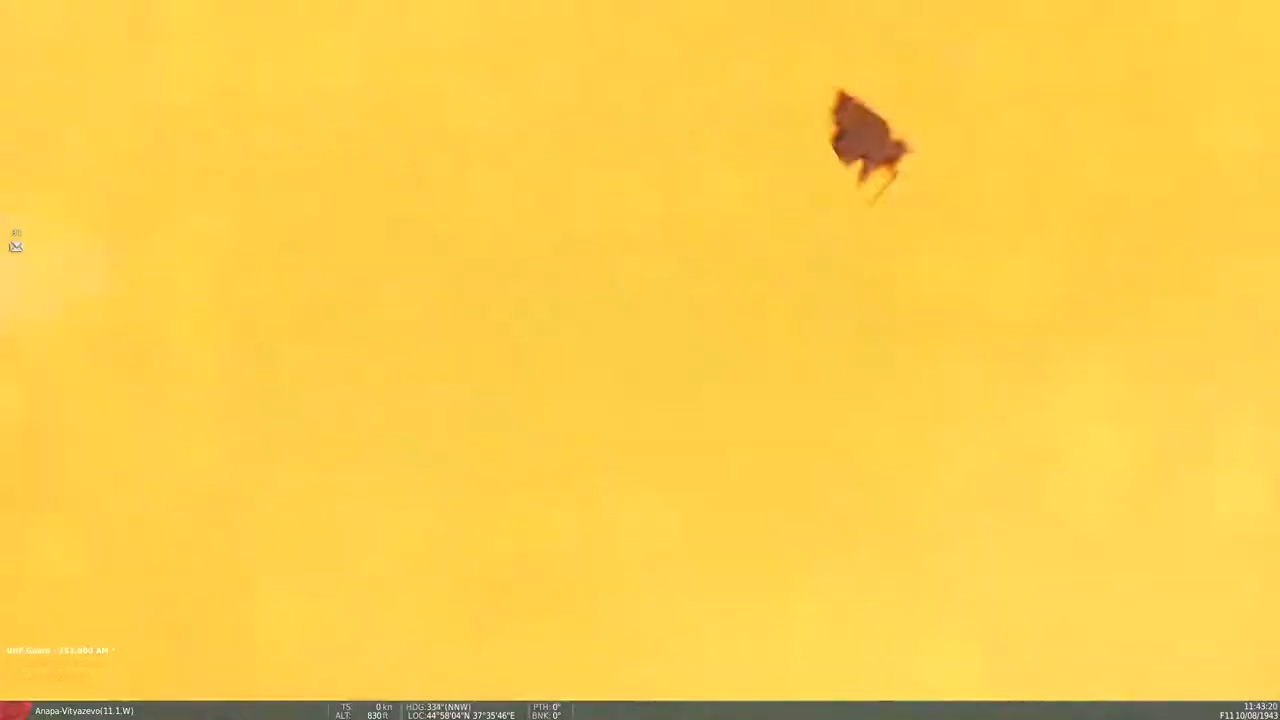 UHF Guard - 251.000 AM *
Anapa-Vityazevo(11.1.W)
TS 0 kn HDG:334°(NNW) PTH:0° 11:43:20
ALT: 830 ft LOC:44°58'04"N 37°35'46"E BNK: 0° F11 10/08/1943